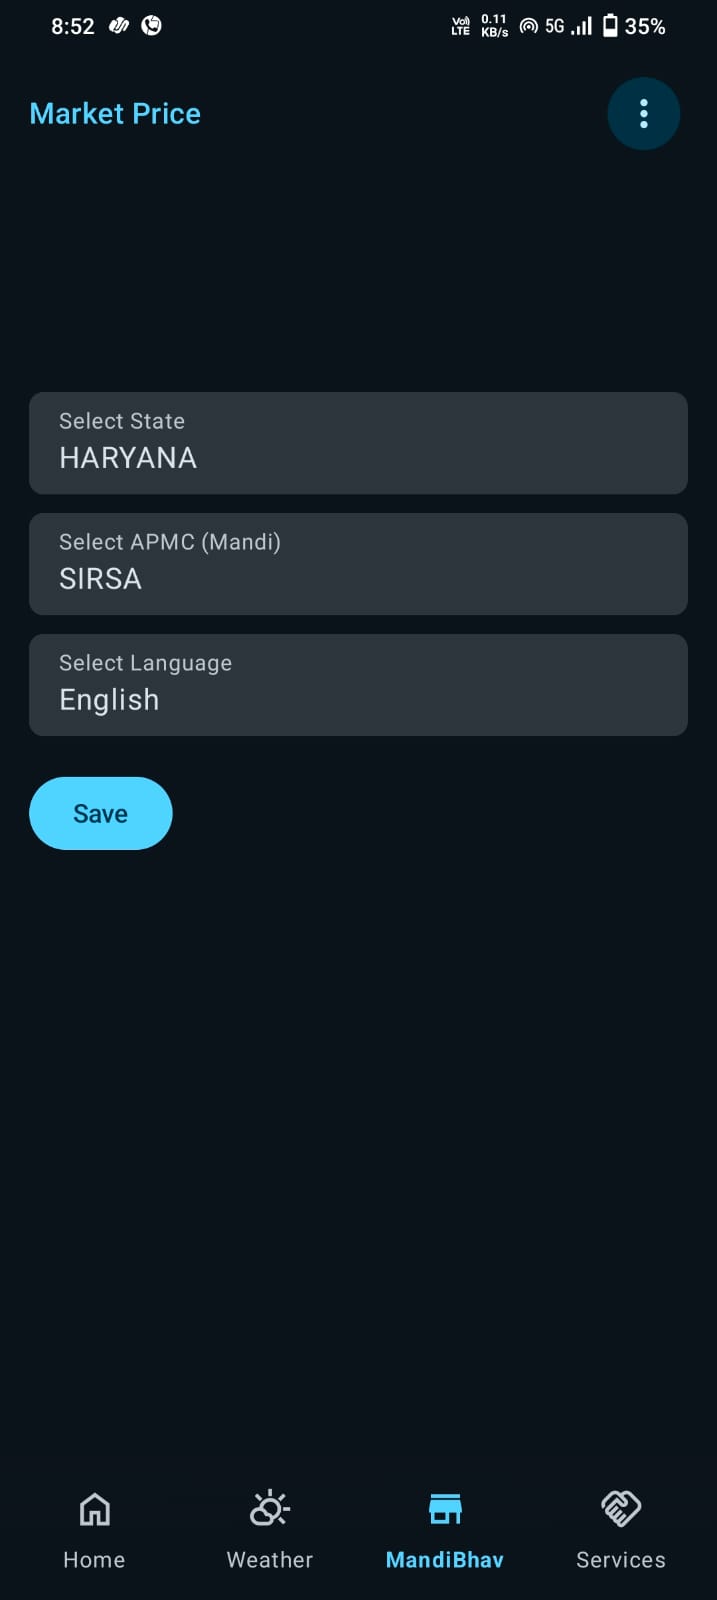 8:52 Vo) LTE 0.11 KB/s 5G 35%
Market Price
Select State
HARYANA
Select APMC (Mandi)
SIRSA
Select Language
English
Save
Home Weather MandiBhav Services